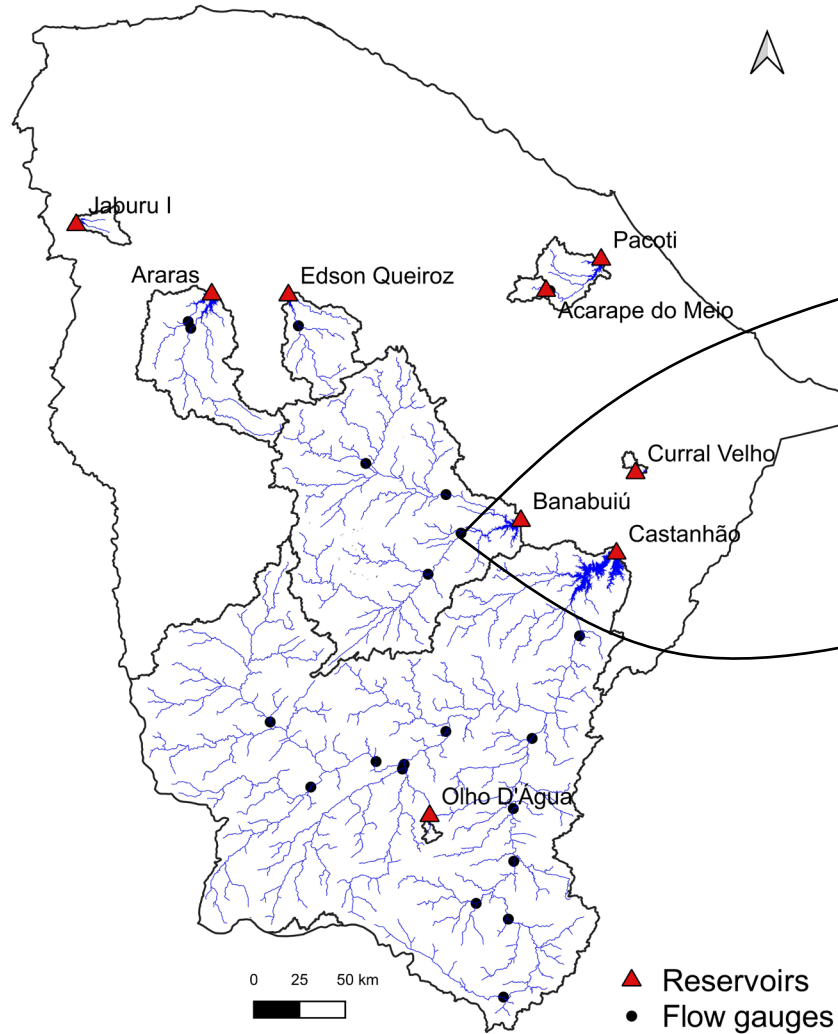 Jaburu I
Pacoti
Araras
Edson Queiroz
Acarape do Meio
Curral Velho
Banabuiú
Castanhão
Olho D'Água
0 25 50 km
Reservoirs
Flow gauges